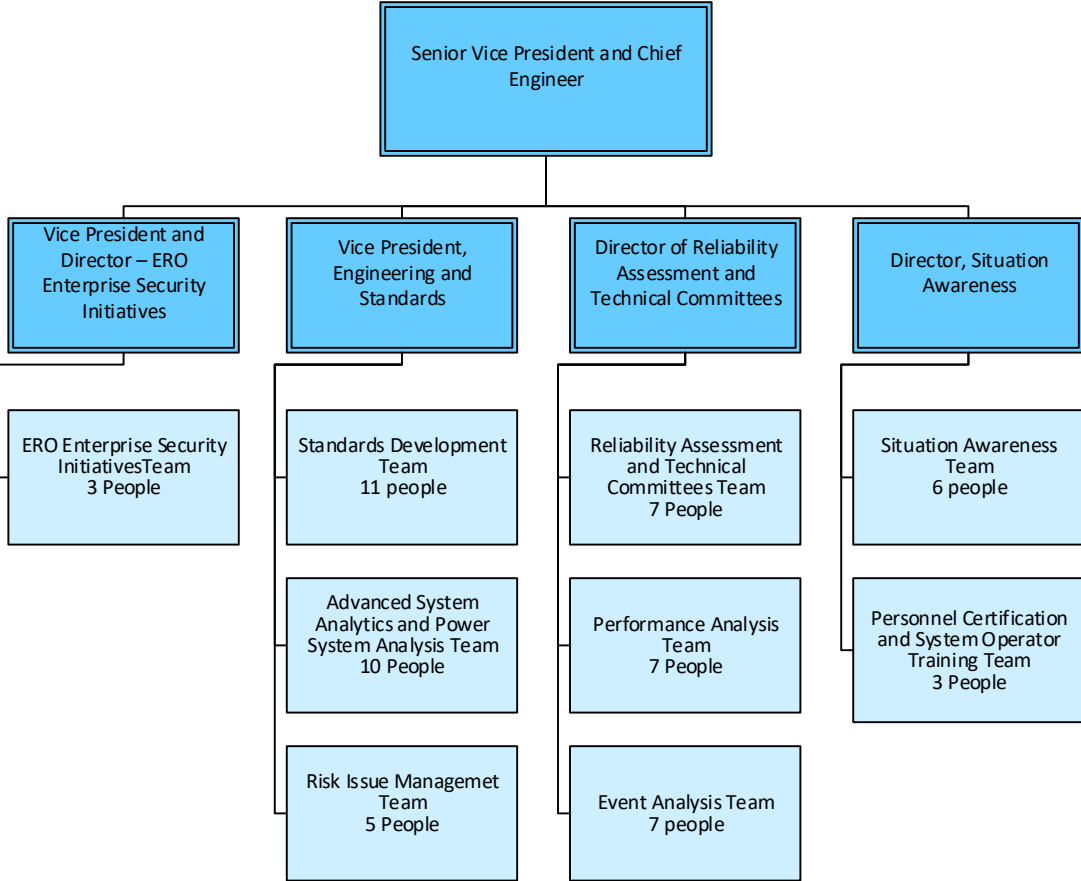 Senior Vice President and Chief
Engineer
Vice President and
Director – ERO
Enterprise Security
Initiatives
Vice President,
Engineering and
Standards
Director of Reliability
Assessment and
Technical Committees
Director, Situation
Awareness
ERO Enterprise Security
InitiativesTeam
3 People
Standards Development
Team
11 people
Reliability Assessment
and Technical
Committees Team
7 People
Situation Awareness
Team
6 people
Advanced System
Analytics and Power
System Analysis Team
10 People
Performance Analysis
Team
7 People
Personnel Certification
and System Operator
Training Team
3 People
Risk Issue Managemet
Team
5 People
Event Analysis Team
7 people